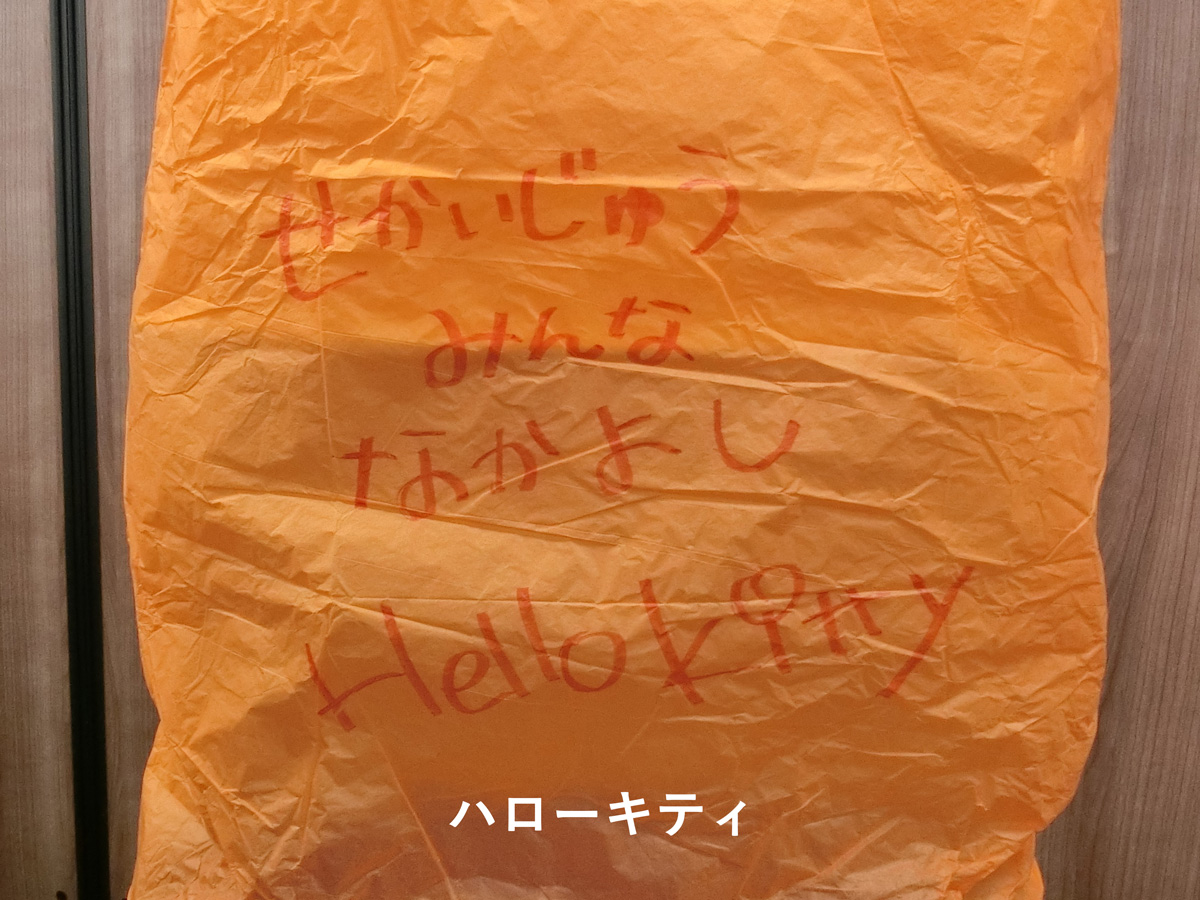 せかいじゅう
みんな
なかよし
Hello Kitty
ハローキティ